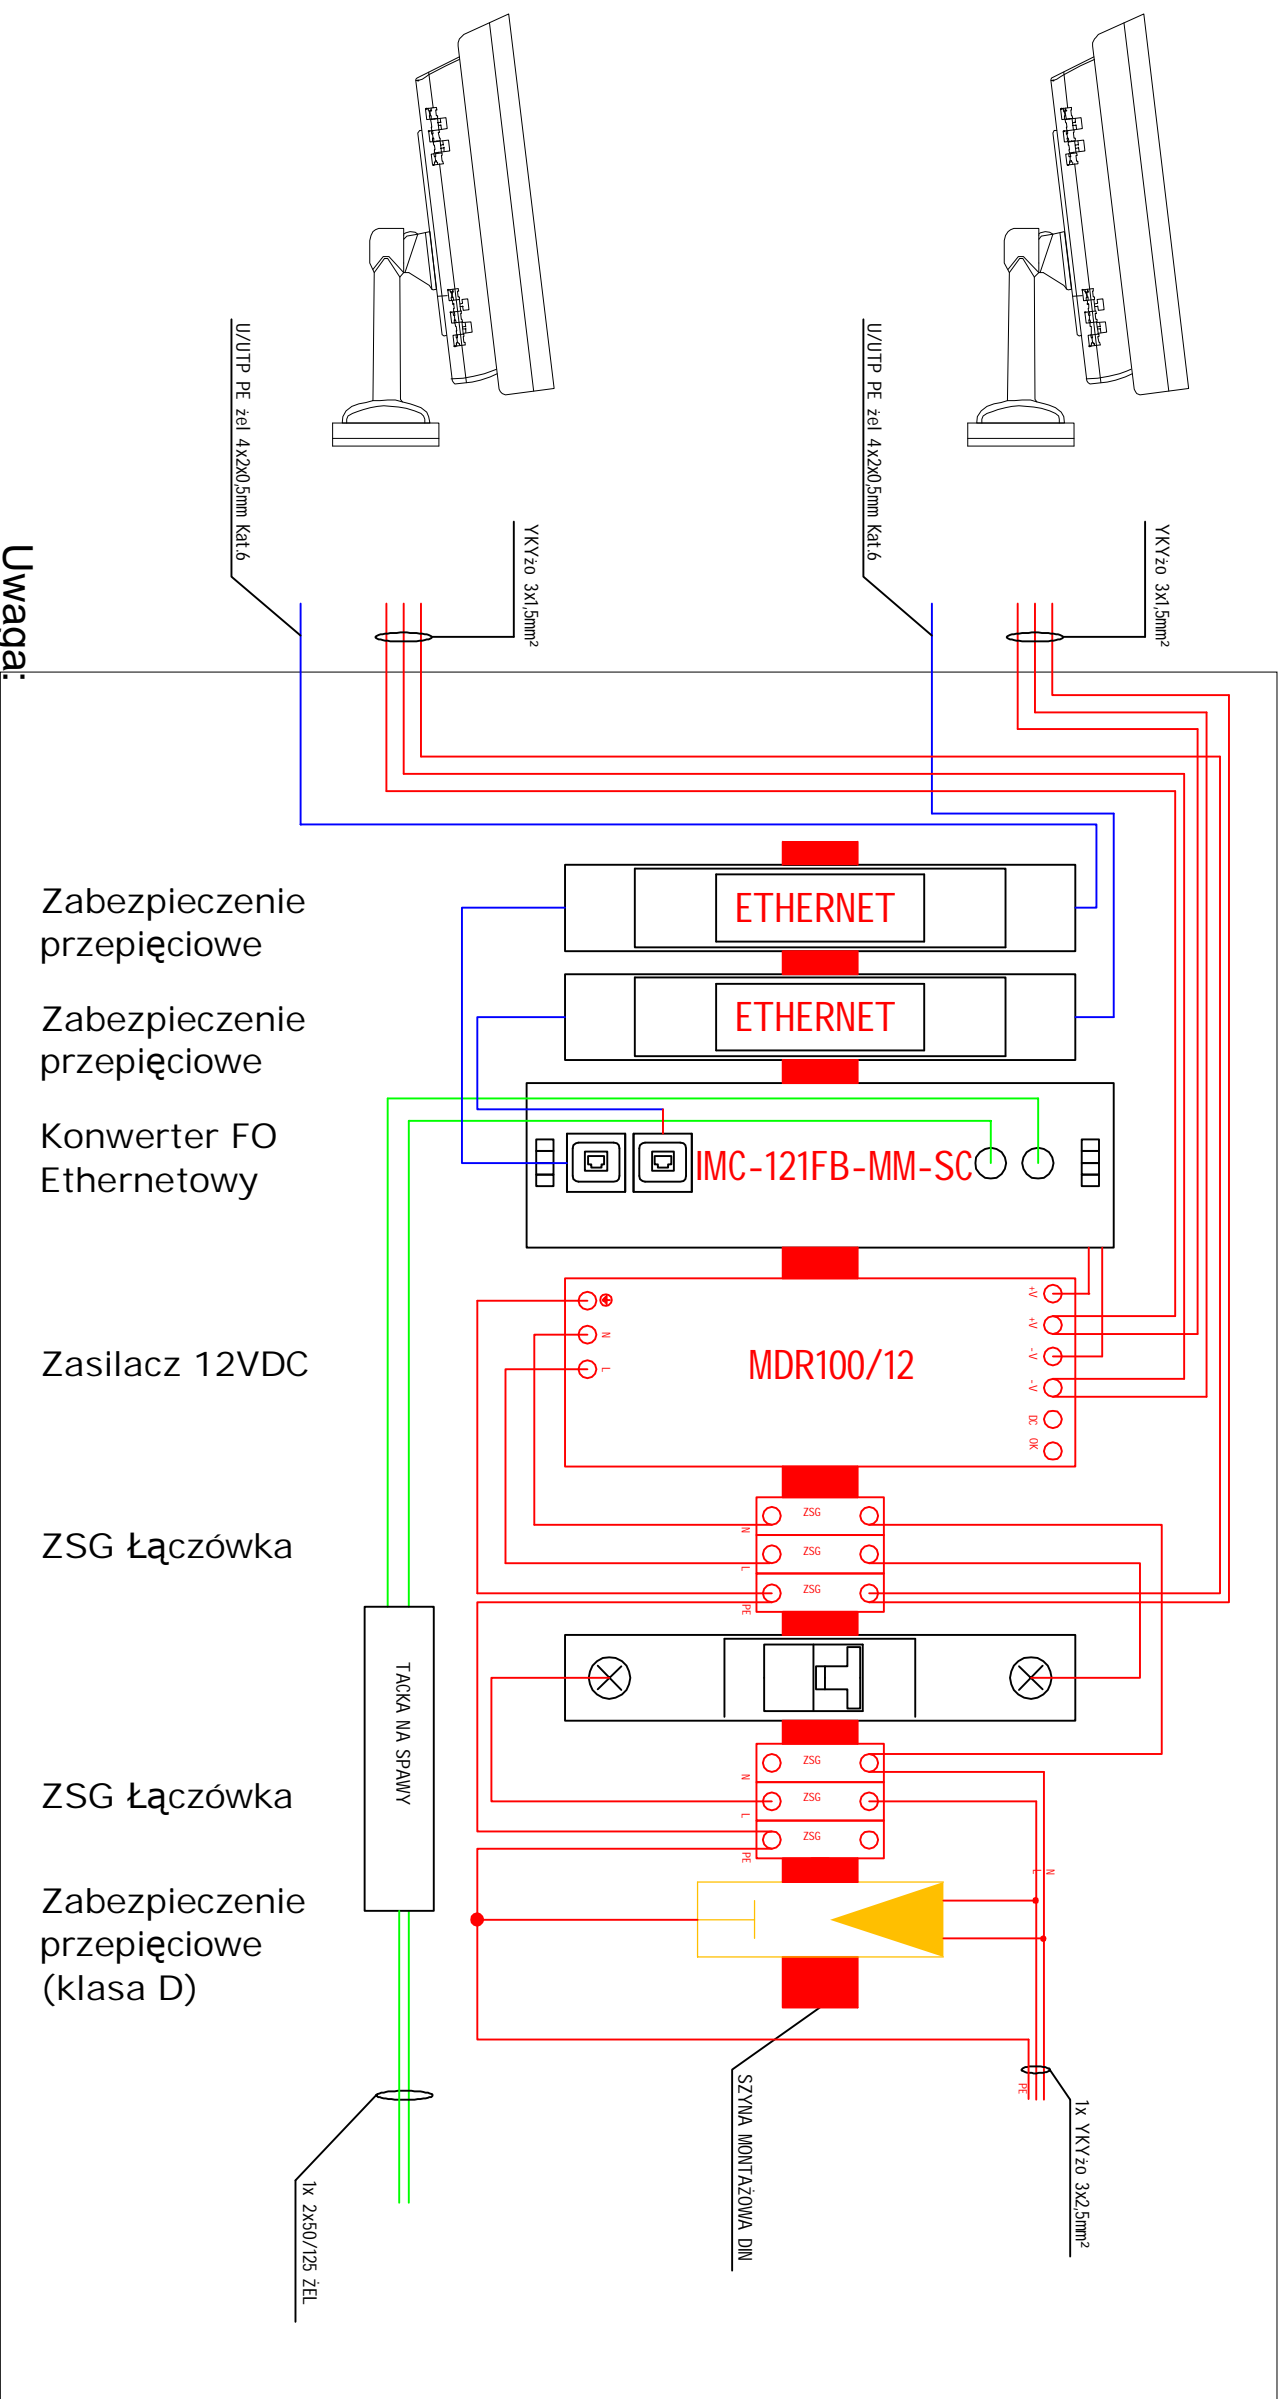 U/UTP PE żel 4x2x0,5mm Kat.6
YKYżo 3x1,5mm²
U/UTP PE żel 4x2x0,5mm Kat.6
YKYżo 3x1,5mm²
Uwaga:
Zabezpieczenie
przepięciowe
ETHERNET
Zabezpieczenie
przepięciowe
ETHERNET
Konwerter FO
Ethernetowy
IMC-121FB-MM-SC
Zasilacz 12VDC
N
L
MDR100/12
+V
+V
-V
-V
DC
OK
ZSG Łączówka
N
ZSG
L
ZSG
PE
ZSG
TACKA NA SPAWY
ZSG Łączówka
N
ZSG
L
ZSG
PE
ZSG
Zabezpieczenie
przepięciowe
(klasa D)
L
N
PE
1x YKYżo 3x2,5mm²
SZYNA MONTAŻOWA DIN
1x 2x50/125 ŻEL